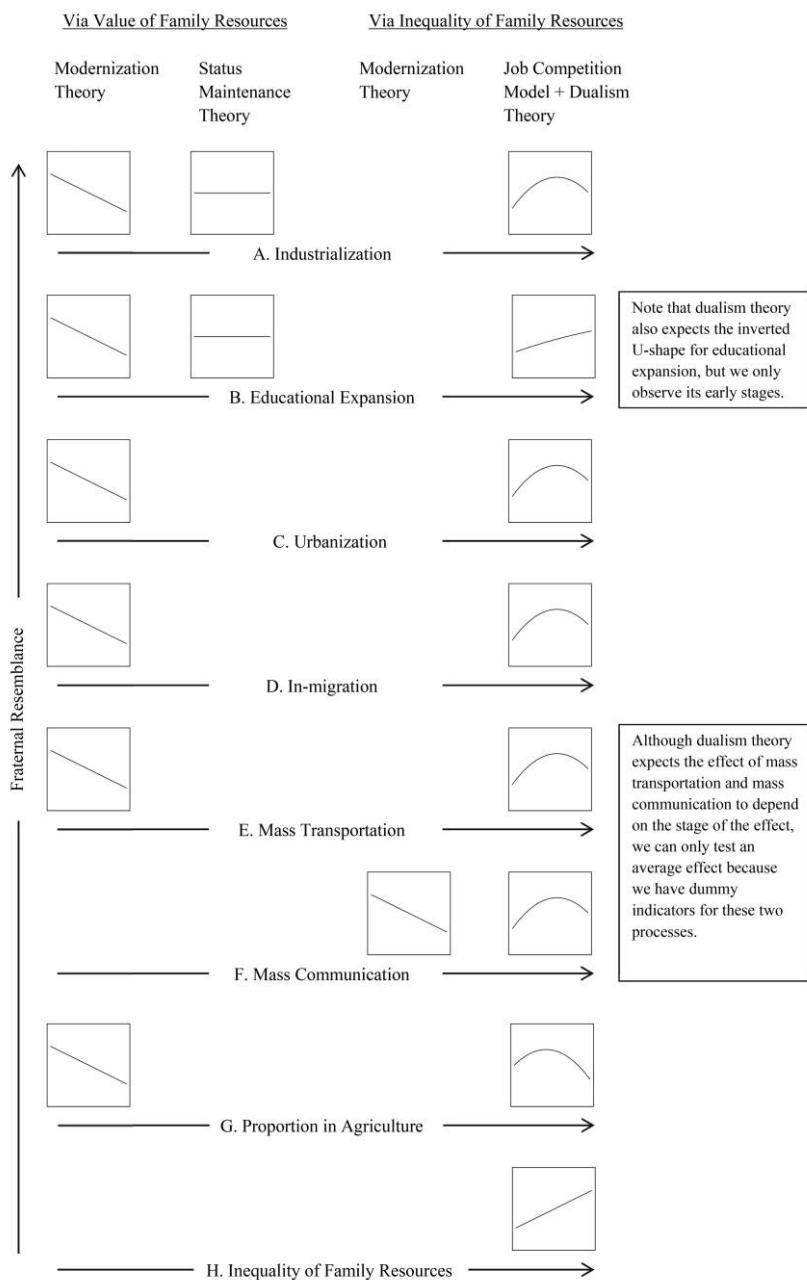 Via Value of Family Resources
Via Inequality of Family Resources
Modernization
Theory
Status
Maintenance
Theory
Modernization
Theory
Job Competition
Model + Dualism
Theory
Fraternal Resemblance
A. Industrialization
B. Educational Expansion
Note that dualism theory
also expects the inverted
U-shape for educational
expansion, but we only
observe its early stages.
C. Urbanization
D. In-migration
E. Mass Transportation
Although dualism theory
expects the effect of mass
transportation and mass
communication to depend
on the stage of the effect,
we can only test an
average effect because
we have dummy
indicators for these two
processes.
F. Mass Communication
G. Proportion in Agriculture
H. Inequality of Family Resources